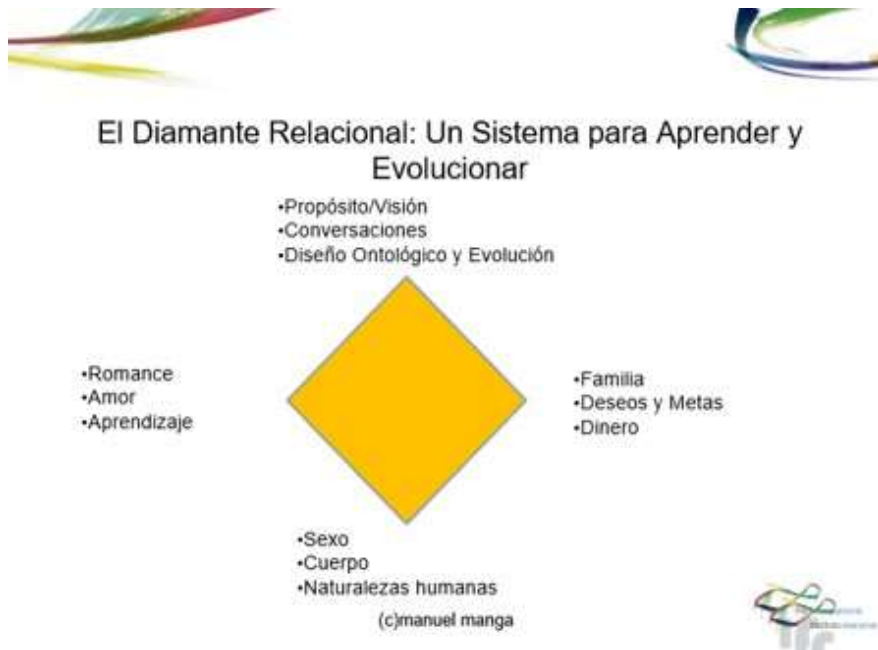 El Diamante Relacional: Un Sistema para Aprender y
Evolucionar
•Propósito/Visión
•Conversaciones
•Diseño Ontológico y Evolución
•Romance
•Amor
•Aprendizaje
•Familia
•Deseos y Metas
•Dinero
•Sexo
•Cuerpo
•Naturalezas humanas
(c)manuel manga